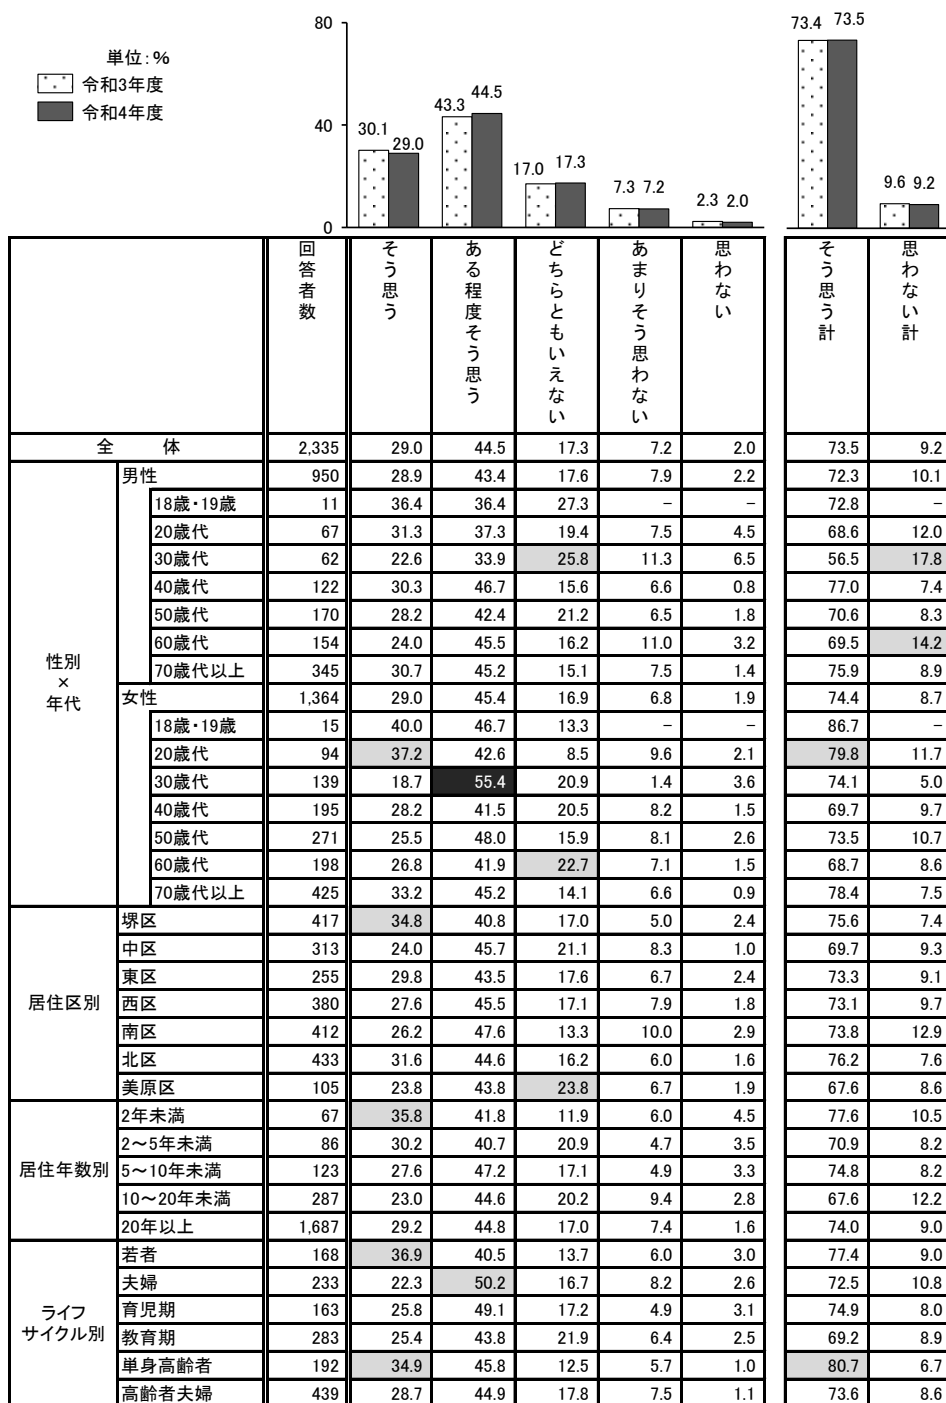 単位:%
令和3年度
令和4年度
80
40
0
30.1 29.0
43.3 44.5
17.0 17.3
7.3 7.2
2.3 2.0
73.4 73.5
9.6 9.2
回答者数 そう思う ある程度そう思う どちらともいえない あまりそう思わない 思わない そう思う計 思わない計
全体 2,335 29.0 44.5 17.3 7.2 2.0 73.5 9.2
性別×年代
男性 950 28.9 43.4 17.6 7.9 2.2 72.3 10.1
18歳・19歳 11 36.4 36.4 27.3 − − 72.8 −
20歳代 67 31.3 37.3 19.4 7.5 4.5 68.6 12.0
30歳代 62 22.6 33.9 25.8 11.3 6.5 56.5 17.8
40歳代 122 30.3 46.7 15.6 6.6 0.8 77.0 7.4
50歳代 170 28.2 42.4 21.2 6.5 1.8 70.6 8.3
60歳代 154 24.0 45.5 16.2 11.0 3.2 69.5 14.2
70歳代以上 345 30.7 45.2 15.1 7.5 1.4 75.9 8.9
女性 1,364 29.0 45.4 16.9 6.8 1.9 74.4 8.7
18歳・19歳 15 40.0 46.7 13.3 − − 86.7 −
20歳代 94 37.2 42.6 8.5 9.6 2.1 79.8 11.7
30歳代 139 18.7 55.4 20.9 1.4 3.6 74.1 5.0
40歳代 195 28.2 41.5 20.5 8.2 1.5 69.7 9.7
50歳代 271 25.5 48.0 15.9 8.1 2.6 73.5 10.7
60歳代 198 26.8 41.9 22.7 7.1 1.5 68.7 8.6
70歳代以上 425 33.2 45.2 14.1 6.6 0.9 78.4 7.5
居住区別
堺区 417 34.8 40.8 17.0 5.0 2.4 75.6 7.4
中区 313 24.0 45.7 21.1 8.3 1.0 69.7 9.3
東区 255 29.8 43.5 17.6 6.7 2.4 73.3 9.1
西区 380 27.6 45.5 17.1 7.9 1.8 73.1 9.7
南区 412 26.2 47.6 13.3 10.0 2.9 73.8 12.9
北区 433 31.6 44.6 16.2 6.0 1.6 76.2 7.6
美原区 105 23.8 43.8 23.8 6.7 1.9 67.6 8.6
居住年数別
2年未満 67 35.8 41.8 11.9 6.0 4.5 77.6 10.5
2〜5年未満 86 30.2 40.7 20.9 4.7 3.5 70.9 8.2
5〜10年未満 123 27.6 47.2 17.1 4.9 3.3 74.8 8.2
10〜20年未満 287 23.0 44.6 20.2 9.4 2.8 67.6 12.2
20年以上 1,687 29.2 44.8 17.0 7.4 1.6 74.0 9.0
ライフ
サイクル別
若者 168 36.9 40.5 13.7 6.0 3.0 77.4 9.0
夫婦 233 22.3 50.2 16.7 8.2 2.6 72.5 10.8
育児期 163 25.8 49.1 17.2 4.9 3.1 74.9 8.0
教育期 283 25.4 43.8 21.9 6.4 2.5 69.2 8.9
単身高齢者 192 34.9 45.8 12.5 5.7 1.0 80.7 6.7
高齢者夫婦 439 28.7 44.9 17.8 7.5 1.1 73.6 8.6